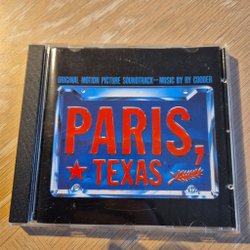 ORIGINAL MOTION PICTURE SOUNDTRACK—MUSIC BY RY COODER
PARIS,
TEXAS